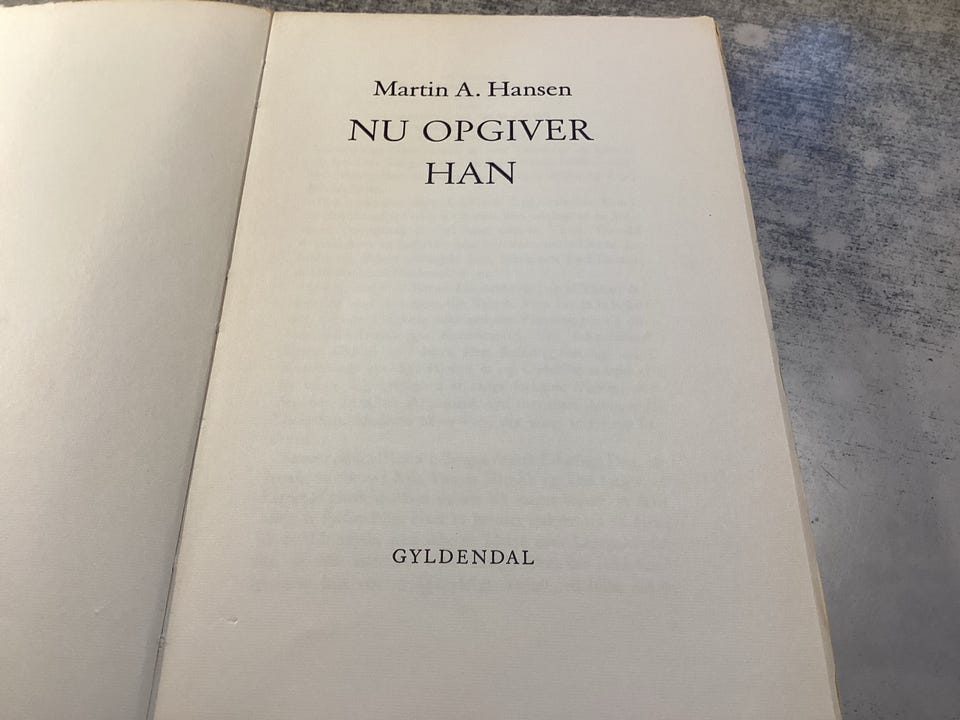 Martin A. Hansen
NU OPGIVER
HAN
GYLDENDAL